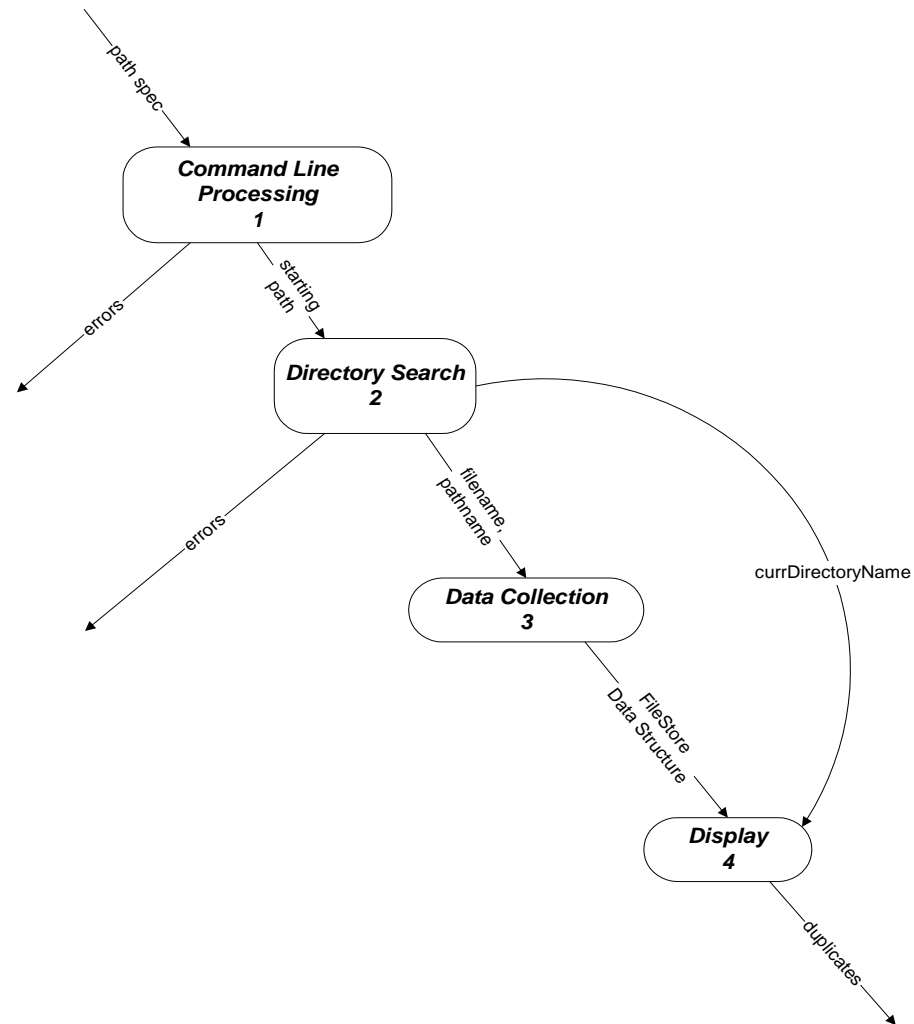 path spec
Command Line
Processing
1
errors
starting
path
Directory Search
2
errors
filename,
pathname
currDirectoryName
Data Collection
3
FileStore
Data Structure
Display
4
duplicates